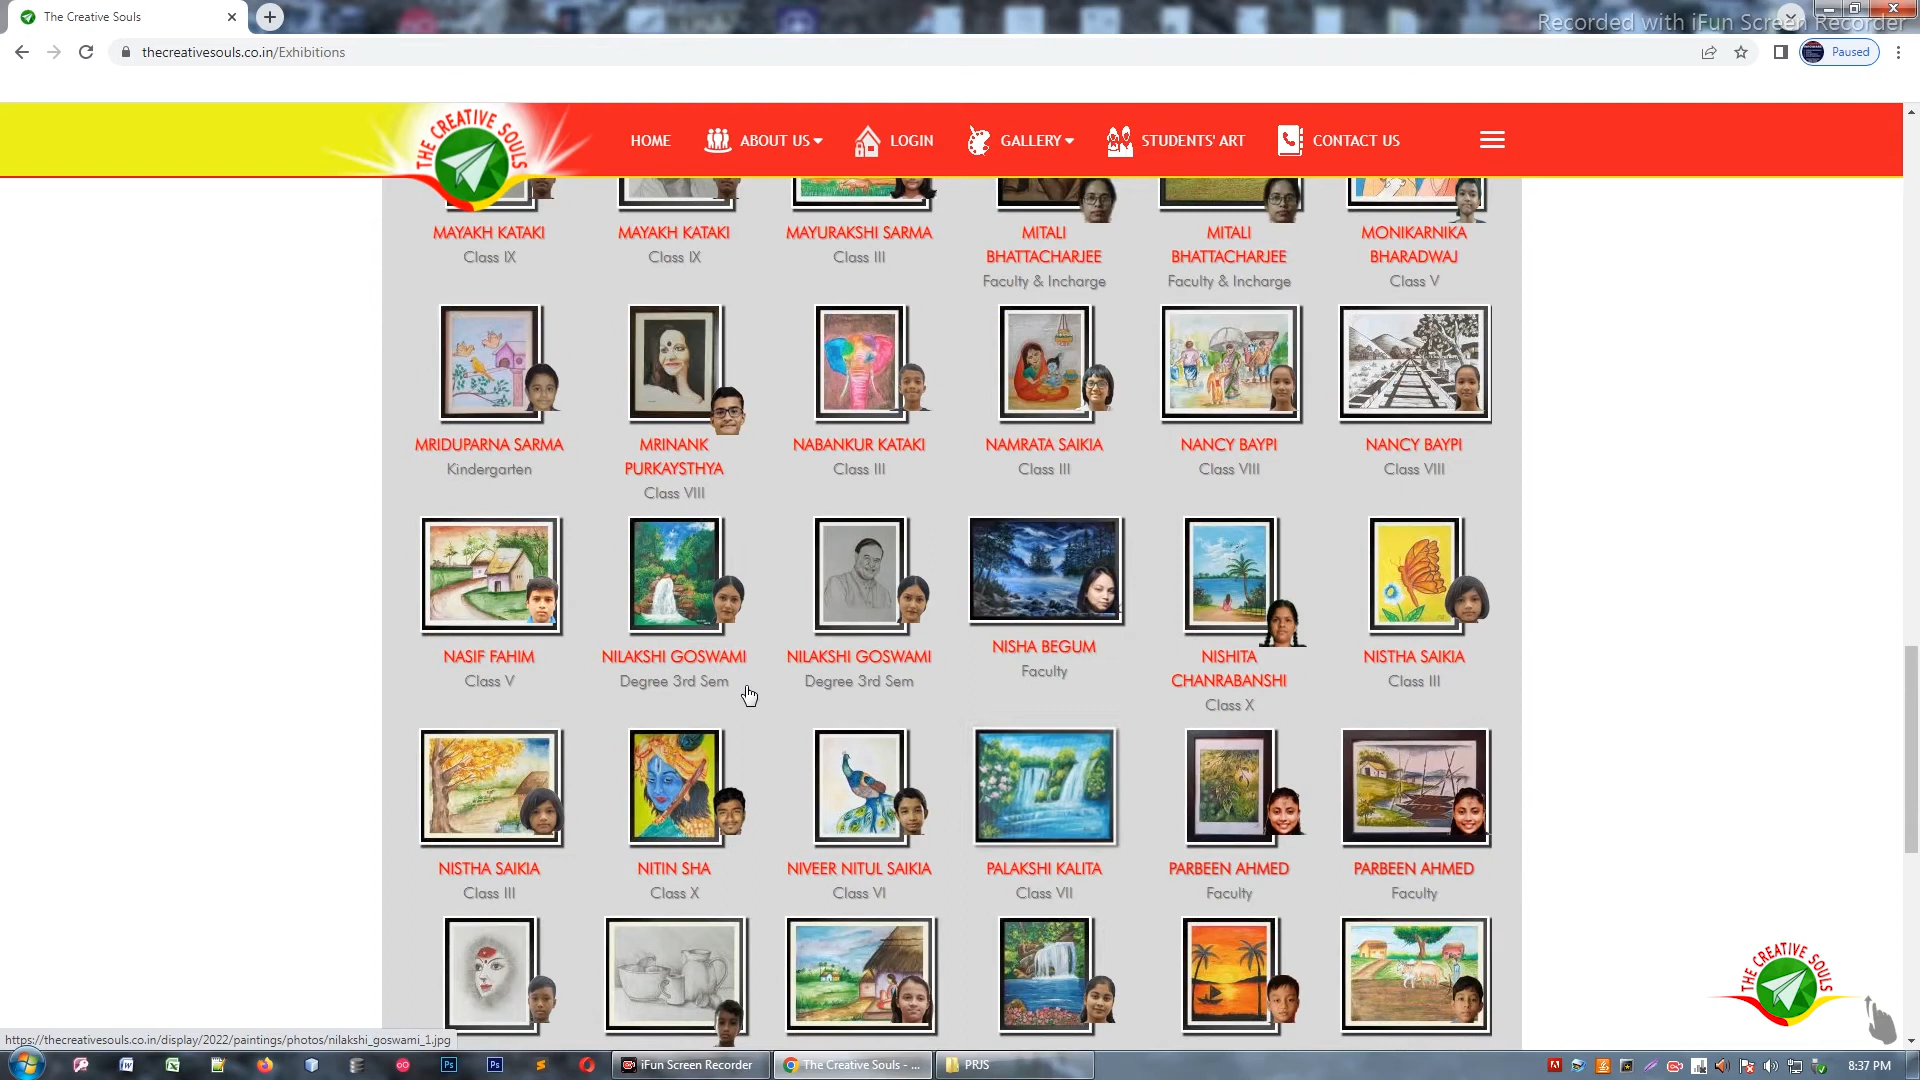 The Creative Souls
Recorded with iFun Screen Recorder
thecreativesouls.co.in/Exhibitions
Paused
THE CREATIVE SOULS
HOME
ABOUT US
LOGIN
GALLERY
STUDENTS' ART
CONTACT US
MAYAKH KATAKI
Class IX
MAYAKH KATAKI
Class IX
MAYURAKSHI SARMA
Class III
MITALI
BHATTACHARJEE
Faculty & Incharge
MITALI
BHATTACHARJEE
Faculty & Incharge
MONIKARNIKA
BHARADWAJ
Class V
MRIDUPARNA SARMA
Kindergarten
MRINANK
PURKAYSTHYA
Class VIII
NABANKUR KATAKI
Class III
NAMRATA SAIKIA
Class III
NANCY BAYPI
Class VIII
NANCY BAYPI
Class VIII
NASIF FAHIM
Class V
NILAKSHI GOSWAMI
Degree 3rd Sem
NILAKSHI GOSWAMI
Degree 3rd Sem
NISHA BEGUM
Faculty
NISHITA
CHANRABANSHI
Class X
NISTHA SAIKIA
Class III
NISTHA SAIKIA
Class III
NITIN SHA
Class X
NIVEER NITUL SAIKIA
Class VI
PALAKSHI KALITA
Class VII
PARBEEN AHMED
Faculty
PARBEEN AHMED
Faculty
THE CREATIVE SOULS
https://thecreativesouls.co.in/display/2022/paintings/photos/nilakshi_goswami_1.jpg
iFun Screen Recorder
The Creative Souls - ...
PRJS
8:37 PM